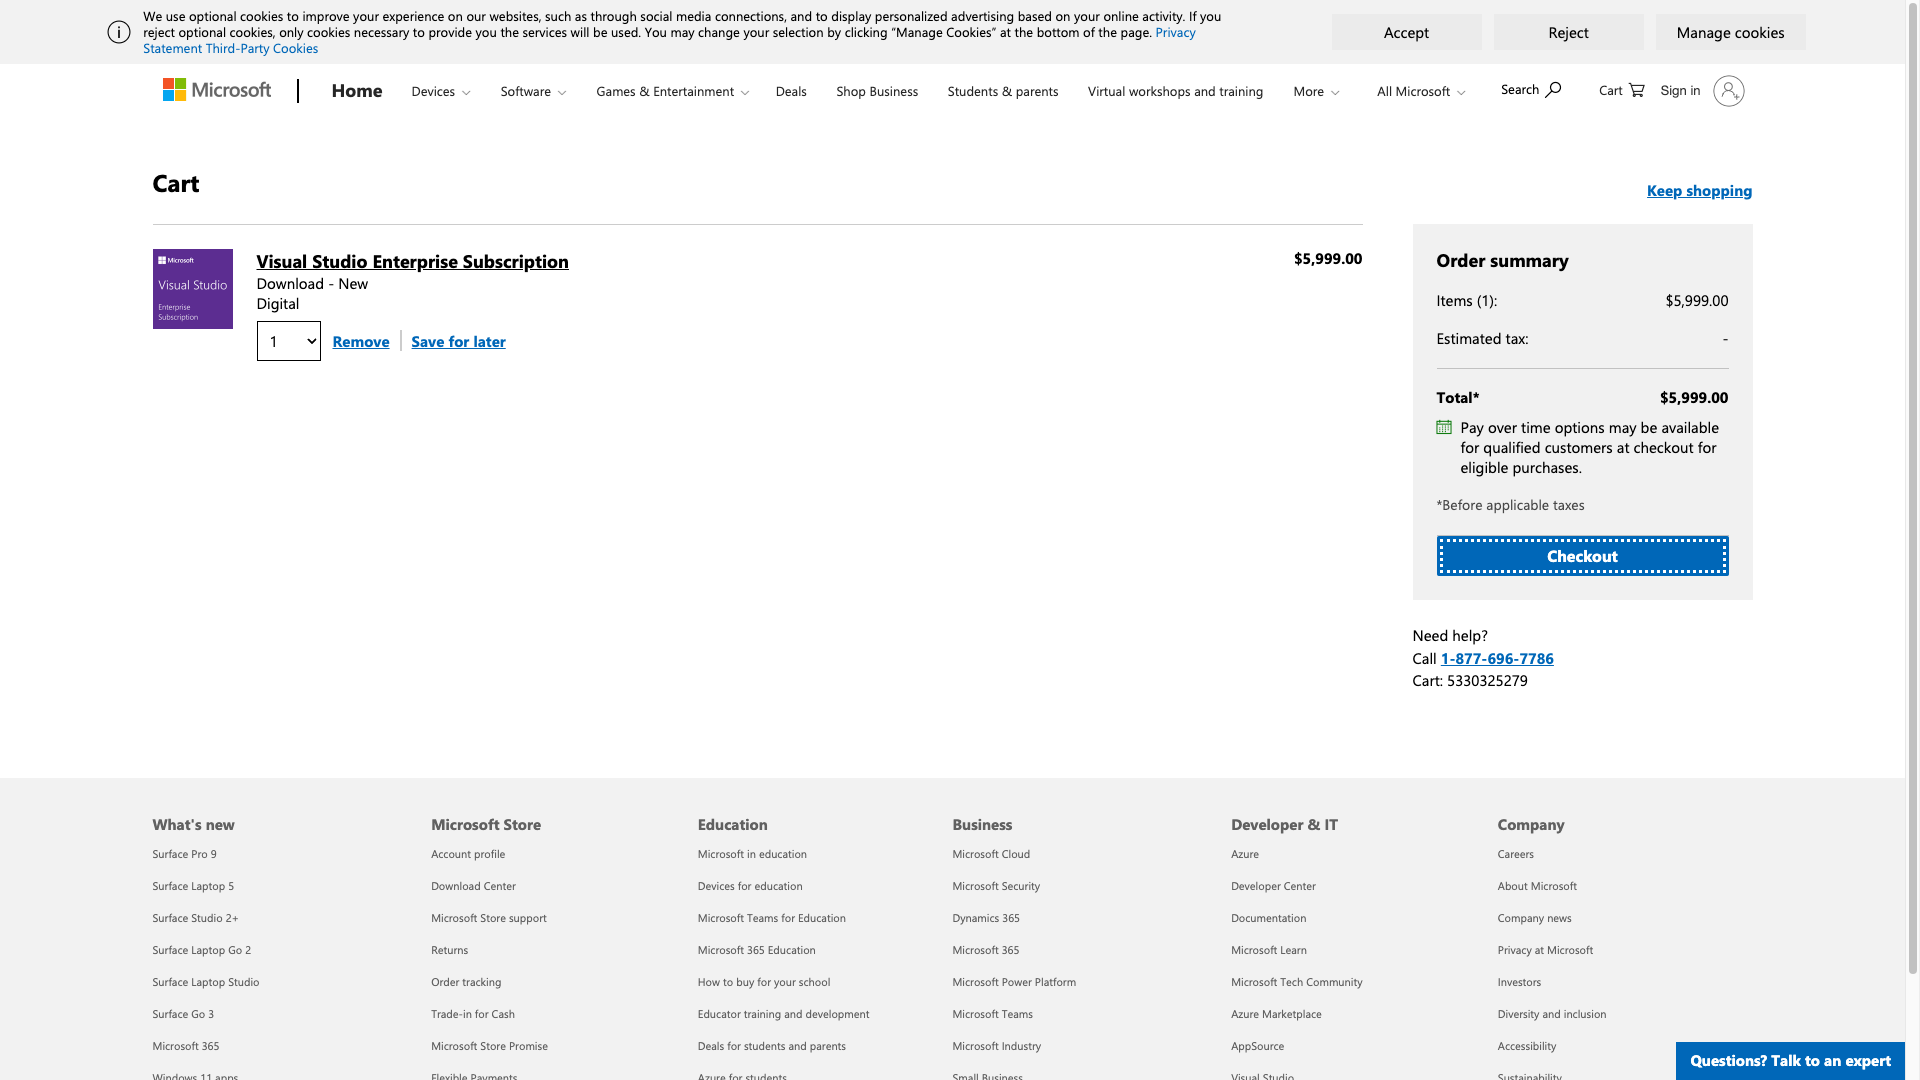 We use optional cookies to improve your experience on our websites, such as through social media connections, and to display personalized advertising based on your online activity. If you
reject optional cookies, only cookies necessary to provide you the services will be used. You may change your selection by clicking “Manage Cookies” at the bottom of the page. Privacy
Statement Third-Party Cookies
Accept
Reject
Manage cookies
Microsoft
Home
Devices
Software
Games & Entertainment
Deals
Shop Business
Students & parents
Virtual workshops and training
More
All Microsoft
Search
Cart
Sign in
Cart
Keep shopping
Microsoft
Visual Studio
Enterprise
Subscription
Visual Studio Enterprise Subscription
Download - New
Digital
1
Remove
Save for later
$5,999.00
Order summary
Items (1): $5,999.00
Estimated tax: -
Total* $5,999.00
Pay over time options may be available
for qualified customers at checkout for
eligible purchases.
*Before applicable taxes
Checkout
Need help?
Call 1-877-696-7786
Cart: 5330325279
What's new
Surface Pro 9
Surface Laptop 5
Surface Studio 2+
Surface Laptop Go 2
Surface Laptop Studio
Surface Go 3
Microsoft 365
Windows 11 apps
Microsoft Store
Account profile
Download Center
Microsoft Store support
Returns
Order tracking
Trade-in for Cash
Microsoft Store Promise
Flexible Payments
Education
Microsoft in education
Devices for education
Microsoft Teams for Education
Microsoft 365 Education
How to buy for your school
Educator training and development
Deals for students and parents
Azure for students
Business
Microsoft Cloud
Microsoft Security
Dynamics 365
Microsoft 365
Microsoft Power Platform
Microsoft Teams
Microsoft Industry
Small Business
Developer & IT
Azure
Developer Center
Documentation
Microsoft Learn
Microsoft Tech Community
Azure Marketplace
AppSource
Visual Studio
Company
Careers
About Microsoft
Company news
Privacy at Microsoft
Investors
Diversity and inclusion
Accessibility
Sustainability
Questions? Talk to an expert